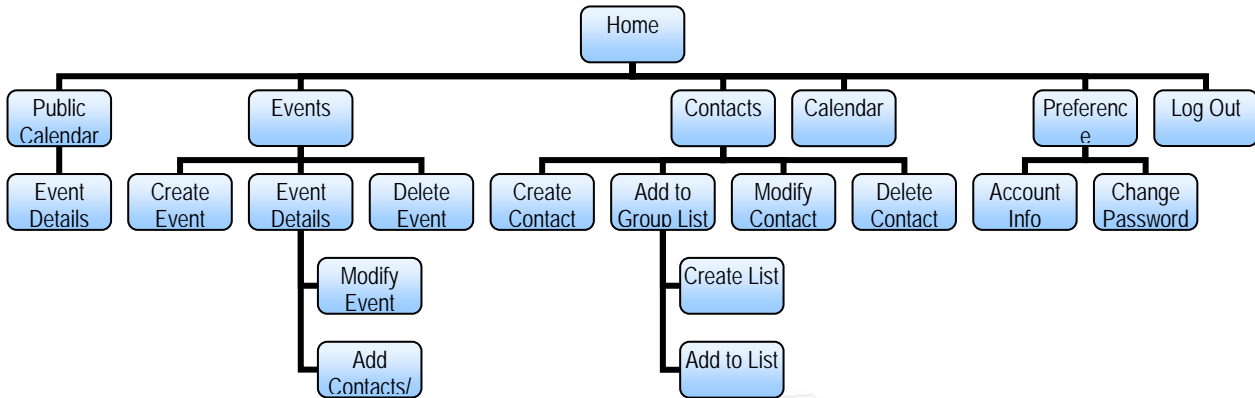 Home
Public
Calendar
Events
Contacts
Calendar
Preferenc
e
Log Out
Event
Details
Create
Event
Event
Details
Delete
Event
Create
Contact
Add to
Group List
Modify
Contact
Delete
Contact
Account
Info
Change
Password
Modify
Event
Create List
Add
Contacts/
Add to List